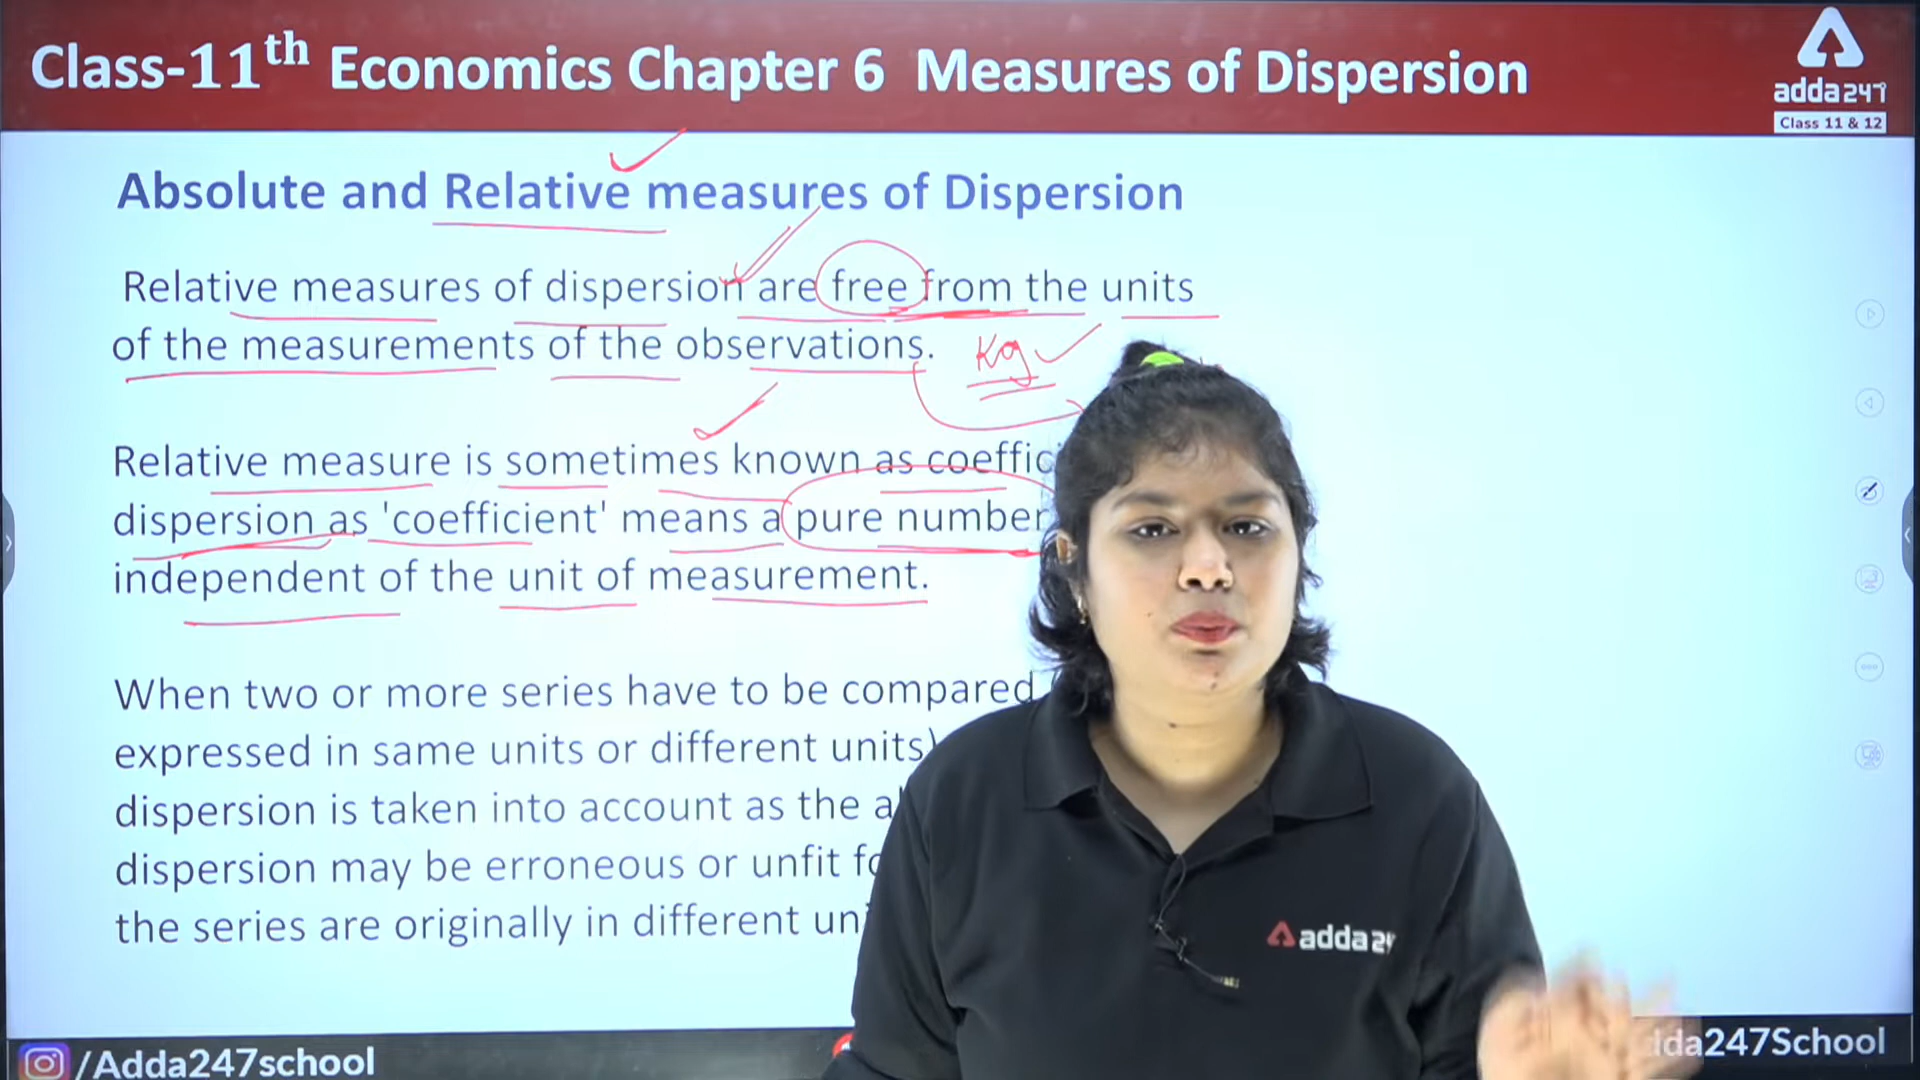 Class-11th Economics Chapter 6 Measures of Dispersion
adda247
Class 11 & 12
Absolute and Relative measures of Dispersion
Relative measures of dispersion are free from the units
of the measurements of the observations.
Kg
Relative measure is sometimes known as
dispersion as 'coefficient' means a pure number
independent of the unit of measurement.
When two or more series have to be compared
expressed in same units or different units)
dispersion is taken into account as the
dispersion may be erroneous or unfit
the series are originally in different
adda24
/Adda247school
dda247School